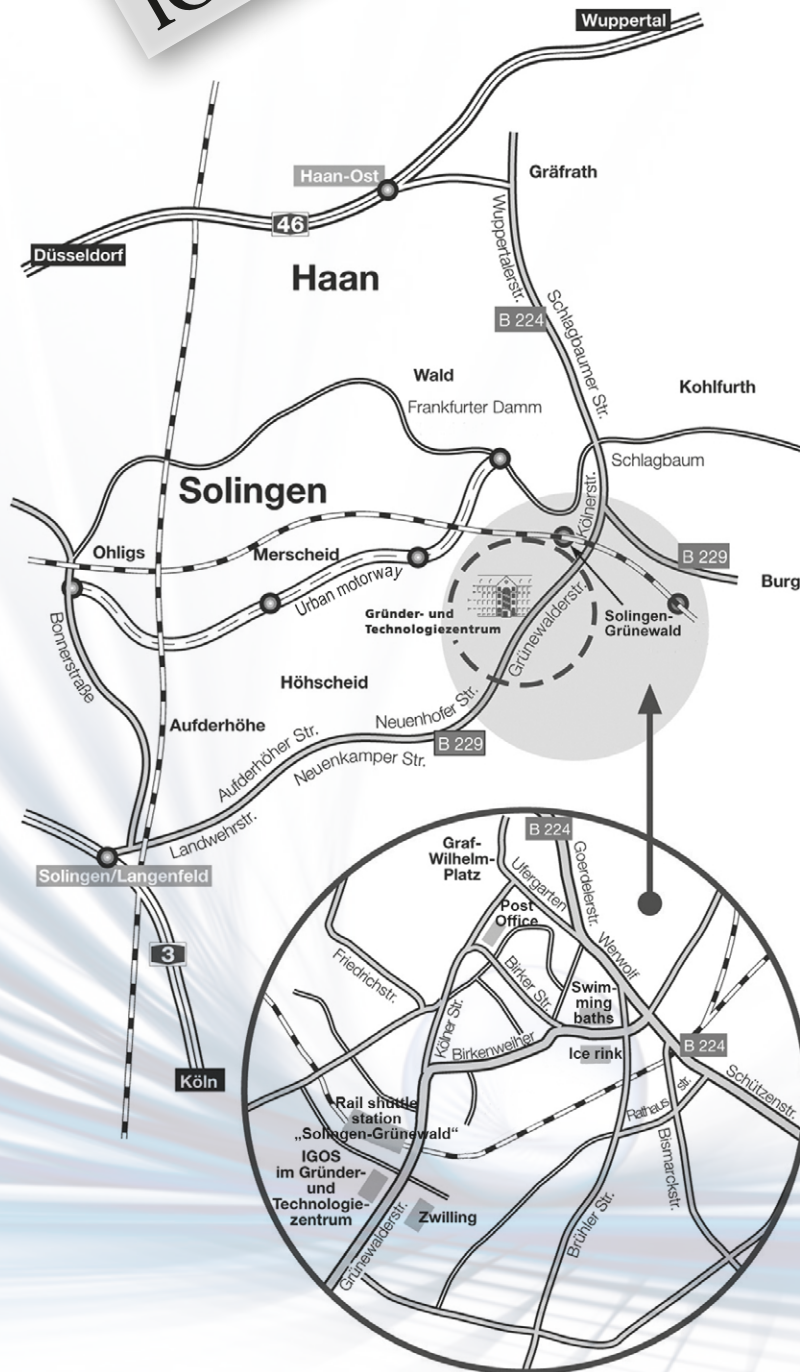 Wuppertal
Haan-Ost
Gräfrath
46
Düsseldorf
Wuppertalerstr.
Haan
B 224
Schlagbaumer Str.
Wald
Kohlfurth
Frankfurter Damm
Schlagbaum
Solingen
Kölnerstr.
Ohligs
Merscheid
B 229
Urban motorway
Burg
Gründer- und
Technologiezentrum
Solingen-
Grünewald
Grünewalderstr.
Bonnerstraße
Höhscheid
Aufderhöhe
Neuenhofer Str.
Aufderhöher Str.
B 229
Neuenkamper Str.
Landwehrstr.
Solingen/Langenfeld
3
Köln
B 224
Graf-
Wilhelm-
Platz
Goerdelerstr.
Ufergarten
Post
Office
Werwolf
Friedrichstr.
Birker Str.
Swim-
ming
baths
Kölner Str.
Birkenweiher
Ice rink
B 224
Schützenstr.
Rail shuttle
station
„Solingen-Grünewald“
Rathaus str.
Bismarckstr.
IGOS
im Gründer-
und
Technologie-
zentrum
Zwilling
Grünewalderstr.
Brühler Str.